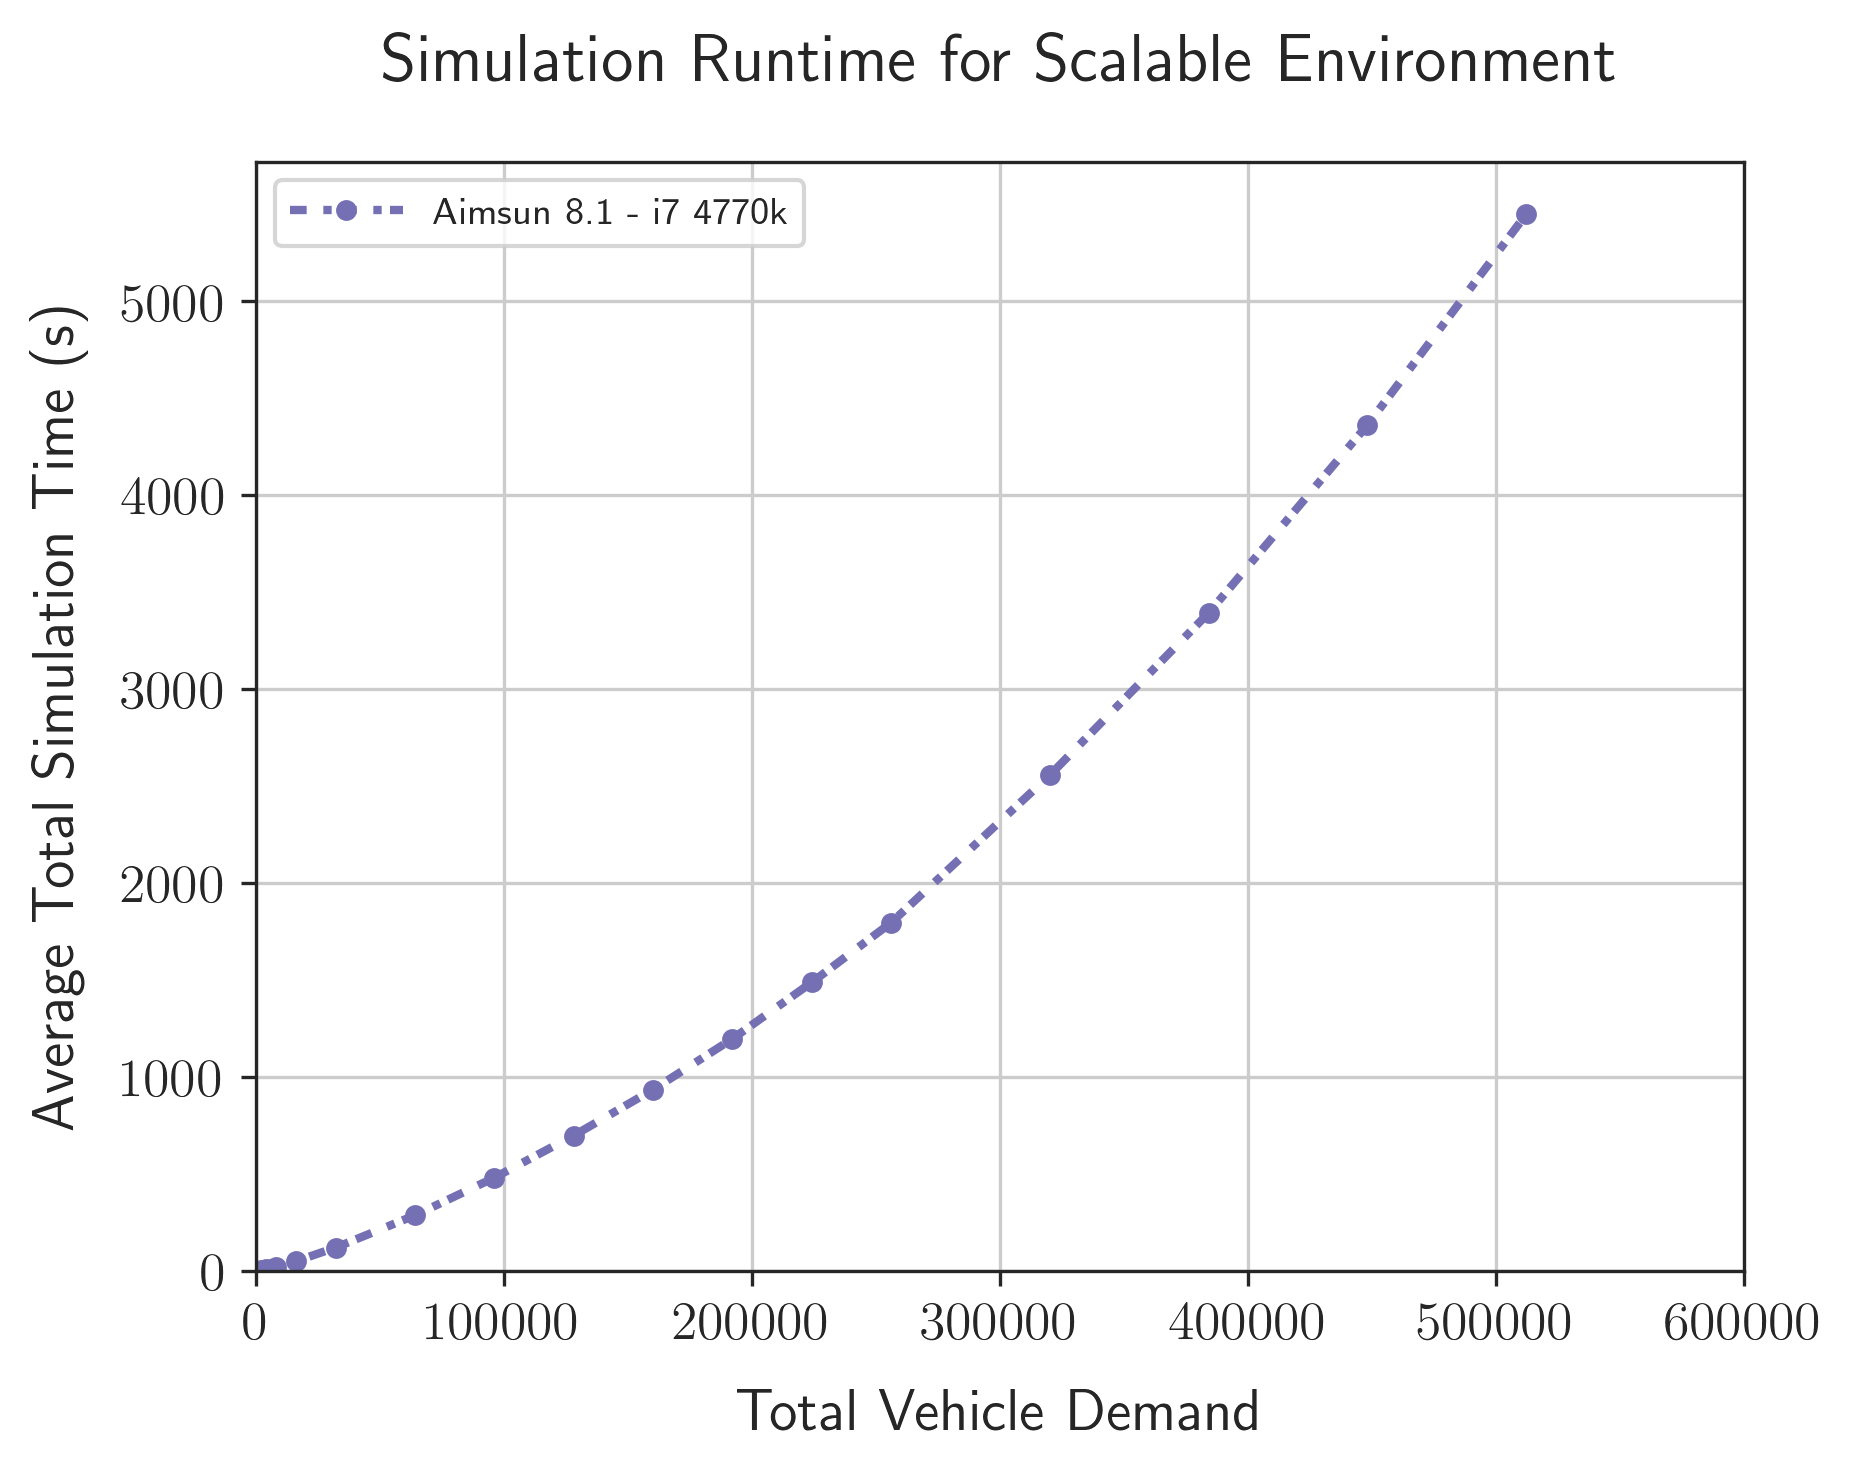 Simulation Runtime for Scalable Environment
Aimsun 8.1 - i7 4770k
Average Total Simulation Time (s)
5000
4000
3000
2000
1000
0
0 100000 200000 300000 400000 500000 600000
Total Vehicle Demand